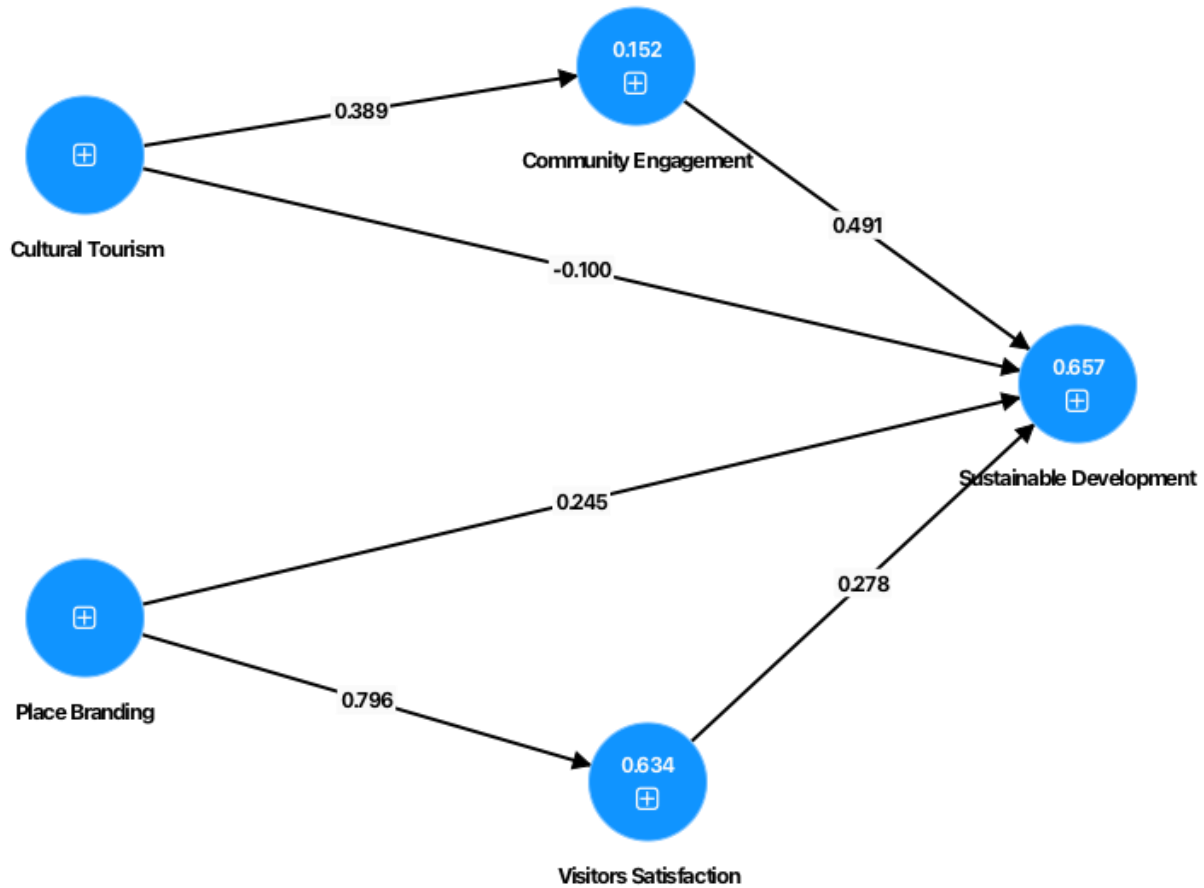 0.152
0.389
Community Engagement
Cultural Tourism
0.491
-0.100
0.657
Sustainable Development
0.245
0.278
Place Branding
0.796
0.634
Visitors Satisfaction